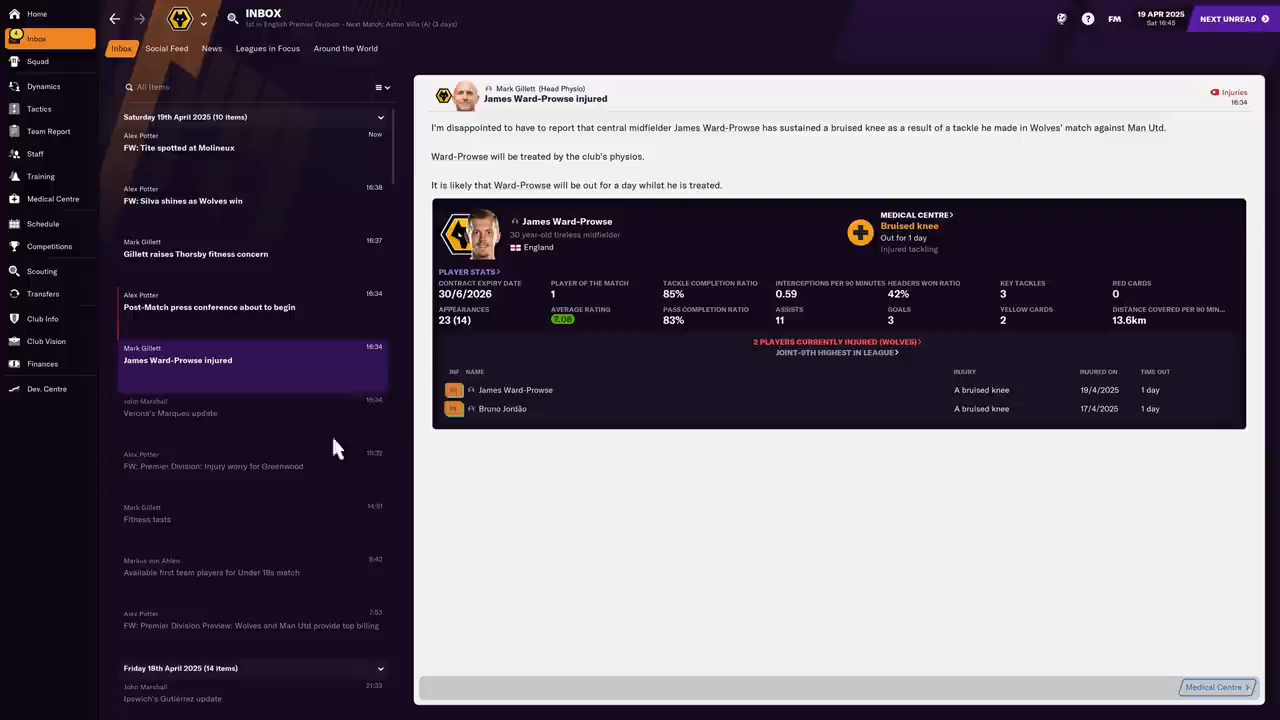 Home
Inbox
4
Squad
Dynamics
Tactics
Team Report
Staff
Training
Medical Centre
Schedule
Competitions
Scouting
Transfers
Club Info
Club Vision
Finances
Dev. Centre
INBOX
1st in English Premier Division - Next Match: Aston Villa (A) (3 days)
FM
19 APR 2025
Sat 16:45
NEXT UNREAD
Inbox Social Feed News Leagues in Focus Around the World
All Items
Saturday 19th April 2025 (10 items)
Alex Potter Now
FW: Tite spotted at Molineux
Alex Potter 16:38
FW: Silva shines as Wolves win
Mark Gillett 16:37
Gillett raises Thorsby fitness concern
Alex Potter 16:34
Post-Match press conference about to begin
Mark Gillett 16:34
James Ward-Prowse injured
John Marshall 16:34
Verona's Marques update
Alex Potter 16:32
FW: Premier Division: Injury worry for Greenwood
Mark Gillett 14:51
Fitness tests
Markus von Ahlen 8:42
Available first team players for Under 18s match
Alex Potter 7:53
FW: Premier Division Preview: Wolves and Man Utd provide top billing
Friday 18th April 2025 (14 items)
John Marshall 21:33
Ipswich's Gutiérrez update
Mark Gillett (Head Physio)
James Ward-Prowse injured
Injuries
16:34
I'm disappointed to have to report that central midfielder James Ward-Prowse has sustained a bruised knee as a result of a tackle he made in Wolves' match against Man Utd.
Ward-Prowse will be treated by the club's physios.
It is likely that Ward-Prowse will be out for a day whilst he is treated.
James Ward-Prowse
30 year-old tireless midfielder
England
MEDICAL CENTRE>
Bruised knee
Out for 1 day
Injured tackling
PLAYER STATS>
CONTRACT EXPIRY DATE PLAYER OF THE MATCH TACKLE COMPLETION RATIO INTERCEPTIONS PER 90 MINUTES HEADERS WON RATIO KEY TACKLES RED CARDS
30/6/2026 1 85% 0.59 42% 3 0
APPEARANCES AVERAGE RATING PASS COMPLETION RATIO ASSISTS GOALS YELLOW CARDS DISTANCE COVERED PER 90 MIN...
23 (14) 7.08 83% 11 3 2 13.6km
2 PLAYERS CURRENTLY INJURED (WOLVES)>
JOINT-9TH HIGHEST IN LEAGUE>
INF NAME INJURY INJURED ON TIME OUT
Inj James Ward-Prowse A bruised knee 19/4/2025 1 day
Inj Bruno Jordão A bruised knee 17/4/2025 1 day
Medical Centre >